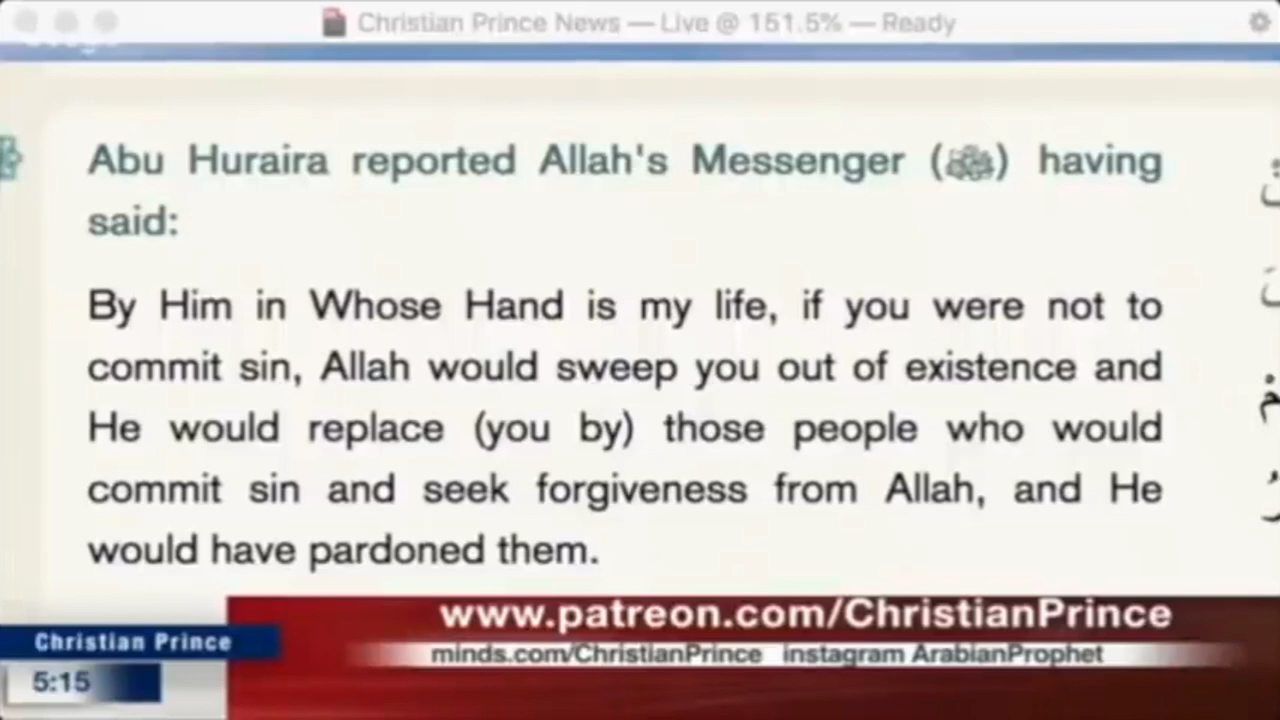 Christian Prince News — Live @ 151.5% — Ready
Abu Huraira reported Allah's Messenger (ﷺ) having
said:
By Him in Whose Hand is my life, if you were not to
commit sin, Allah would sweep you out of existence and
He would replace (you by) those people who would
commit sin and seek forgiveness from Allah, and He
would have pardoned them.
www.patreon.com/ChristianPrince
Christian Prince
minds.com/ChristianPrince instagram ArabianProphet
5:15